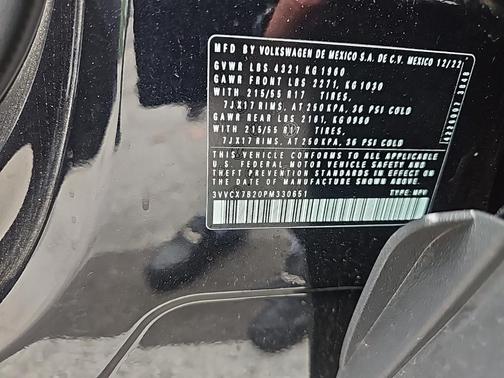 MFD BY VOLKSWAGEN DE MEXICO S.A. DE C.V. MEXICO 12/22
GVWR LBS 4321 KG 1960
GAWR FRONT LBS 2271, KG 1030
WITH 215/55 R17 TIRES,
7JX17 RIMS, AT 250 KPA, 36 PSI COLD
GAWR REAR LBS 2161, KG 0980
WITH 215/55 R17 TIRES,
7JX17 RIMS, AT 250 KPA, 36 PSI COLD
THIS VEHICLE CONFORMS TO ALL APPLICABLE
U.S. FEDERAL MOTOR VEHICLE SAFETY AND
THEFT PREVENTION STANDARDS IN EFFECT ON
THE DATE OF MANUFACTURE SHOWN ABOVE
3VVCX7B20PM330651 TYPE: MPV